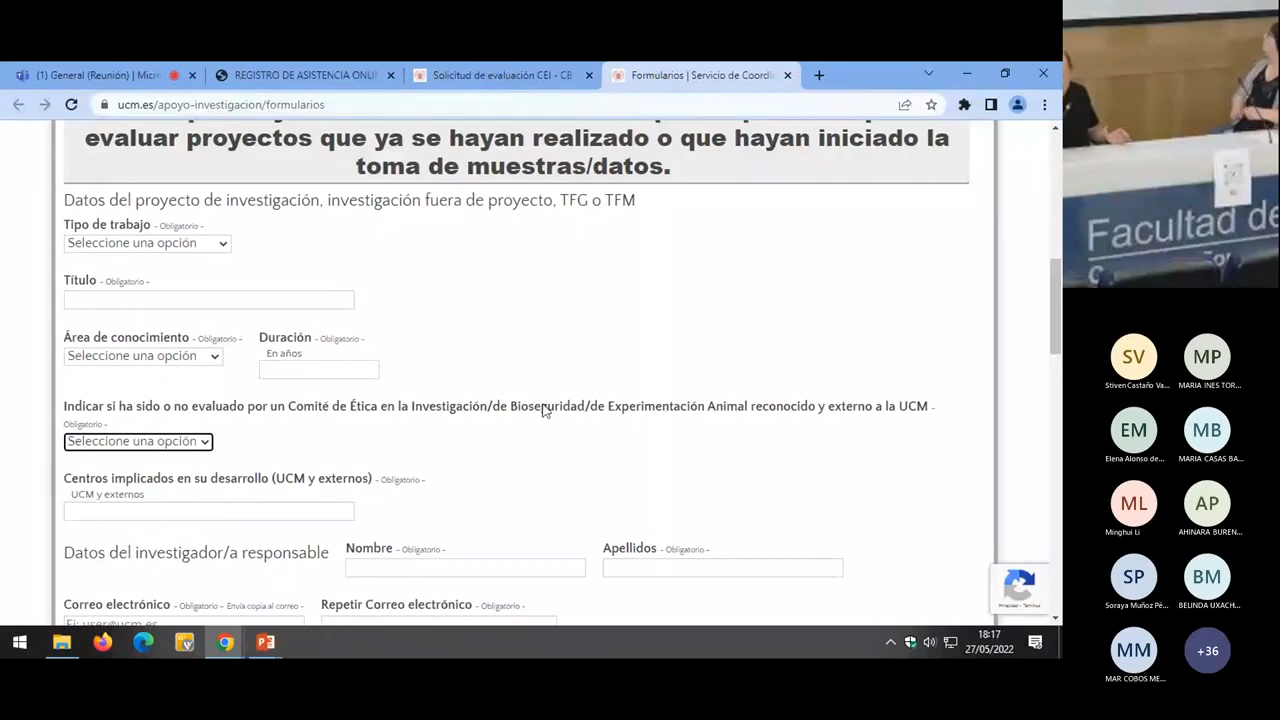 (1) General (Reunión) | Micr
REGISTRO DE ASISTENCIA ONLI
Solicitud de evaluación CEI - CB
Formularios | Servicio de Coordin
ucm.es/apoyo-investigacion/formularios
evaluar proyectos que ya se hayan realizado o que hayan iniciado la
toma de muestras/datos.
Datos del proyecto de investigación, investigación fuera de proyecto, TFG o TFM
Tipo de trabajo - Obligatorio -
Seleccione una opción
Título - Obligatorio -
Área de conocimiento - Obligatorio -
Duración - Obligatorio -
En años
Seleccione una opción
Indicar si ha sido o no evaluado por un Comité de Ética en la Investigación/de Bioseguridad/de Experimentación Animal reconocido y externo a la UCM -
Obligatorio -
Seleccione una opción
Centros implicados en su desarrollo (UCM y externos) - Obligatorio -
UCM y externos
Datos del investigador/a responsable
Nombre - Obligatorio -
Apellidos - Obligatorio -
Correo electrónico - Obligatorio - Envía copia al correo -
Repetir Correo electrónico - Obligatorio -
Ej: user@ucm.es
Privacidad - Términos
18:17
27/05/2022
Facultad de
SV
Stiven Castaño Va...
MP
MARIA INES TOR...
EM
Elena Alonso de...
MB
MARIA CASAS BA...
ML
Minghui Li
AP
AHINARA BUREN...
SP
Soraya Muñoz Pé...
BM
BELINDA UXACH...
MM
MAR COBOS ME...
+36